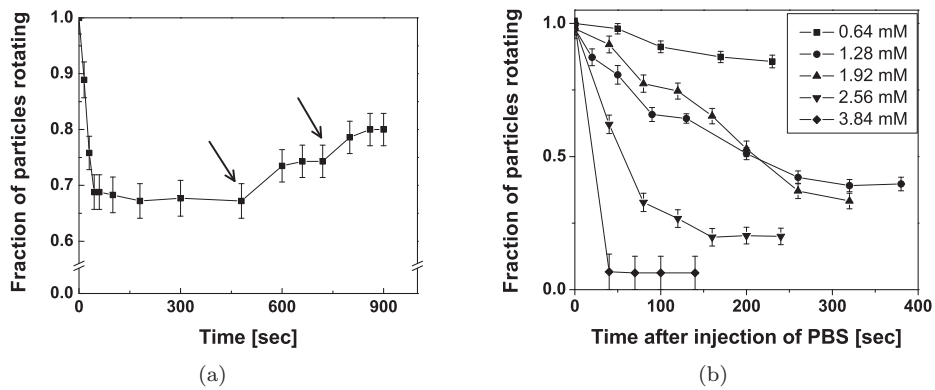 Fraction of particles rotating
1.0
0.9
0.8
0.7
0.6
0.0
0
300
600
900
Time [sec]
(a)
Fraction of particles rotating
1.0
0.5
0.0
0
100
200
300
400
Time after injection of PBS [sec]
0.64 mM
1.28 mM
1.92 mM
2.56 mM
3.84 mM
(b)